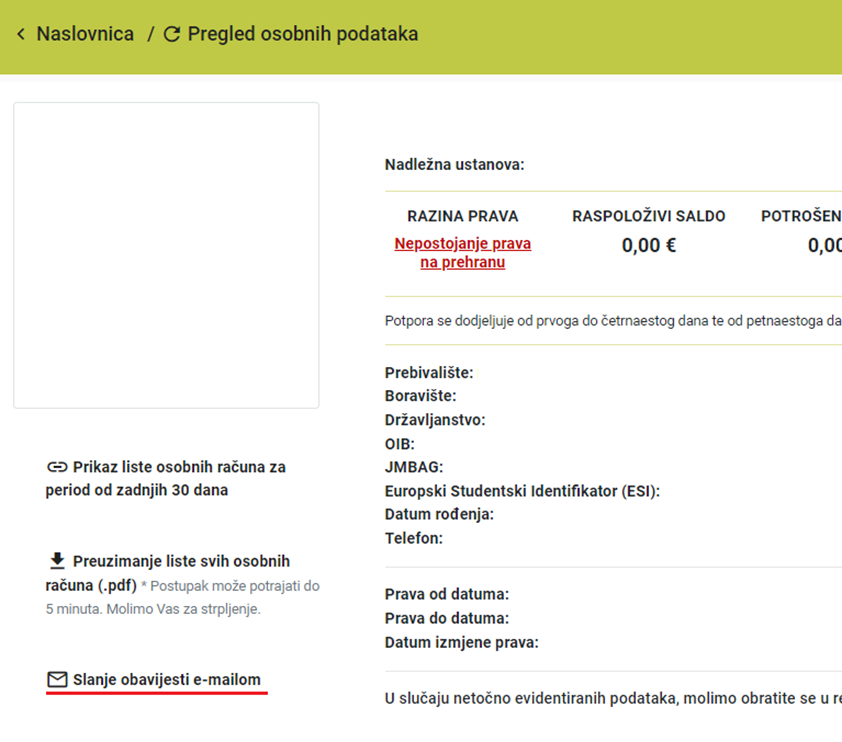 Naslovnica / Pregled osobnih podataka
Nadležna ustanova:
RAZINA PRAVA RASPOLOŽIVI SALDO POTROŠEN
Nepostojanje prava 0,00 € 0,00
na prehranu
Potpora se dodjeljuje od prvoga do četrnaestog dana te od petnaestoga da
Prebivalište:
Boravište:
Državljanstvo:
OIB:
JMBAG:
Europski Studentski Identifikator (ESI):
Datum rođenja:
Telefon:
Prava od datuma:
Prava do datuma:
Datum izmjene prava:
U slučaju netočno evidentiranih podataka, molimo obratite se u re
Prikaz liste osobnih računa za
period od zadnjih 30 dana
Preuzimanje liste svih osobnih
računa (.pdf) * Postupak može potrajati do
5 minuta. Molimo Vas za strpljenje.
Slanje obavijesti e-mailom